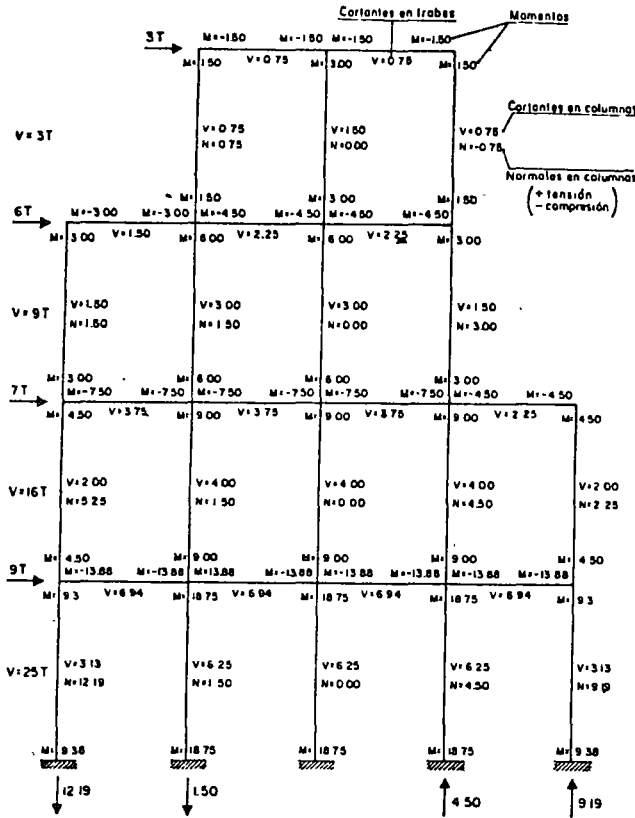 Cortantes en trabes
Momentos
3T M=-1.50 M=-1.50 M=-1.50 M=-1.50
M=1.50 V=0.75 M=3.00 V=0.75 M=1.50
Cortantes en columnas
V=3T V=0.75 V=1.50 V=0.75
N=0.75 N=0.00 N=-0.75
Normales en columnas
(+ tensión
- compresión)
M=1.50 M=3.00 M=1.50
6T M=-3.00 M=-3.00 M=-4.50 M=-4.50 M=-4.50 M=-4.50
M=3.00 V=1.50 M=6.00 V=2.25 M=6.00 V=2.25 M=3.00
V=9T V=1.50 V=3.00 V=3.00 V=1.50
N=1.50 N=1.50 N=0.00 N=3.00
M=3.00 M=6.00 M=6.00 M=3.00
7T M=-7.50 M=-7.50 M=-7.50 M=-7.50 M=-7.50 M=-7.50 M=-4.50 M=-4.50
M=4.50 V=3.75 M=9.00 V=3.75 M=9.00 V=3.75 M=9.00 V=2.25 M=4.50
V=16T V=2.00 V=4.00 V=4.00 V=4.00 V=2.00
N=5.25 N=1.50 N=0.00 N=4.50 N=2.25
M=4.50 M=9.00 M=9.00 M=9.00 M=4.50
9T M=-13.88 M=-13.88 M=13.88 M=-13.88 M=-13.88 M=-13.88 M=-13.88 M=-13.88
M=9.3 V=6.94 M=18.75 V=6.94 M=18.75 V=6.94 M=18.75 V=6.94 M=9.3
V=25T V=3.13 V=6.25 V=6.25 V=6.25 V=3.13
N=12.19 N=1.50 N=0.00 N=4.50 N=9.19
M=9.38 M=18.75 M=18.75 M=18.75 M=9.38
12.19 1.50 4.50 9.19